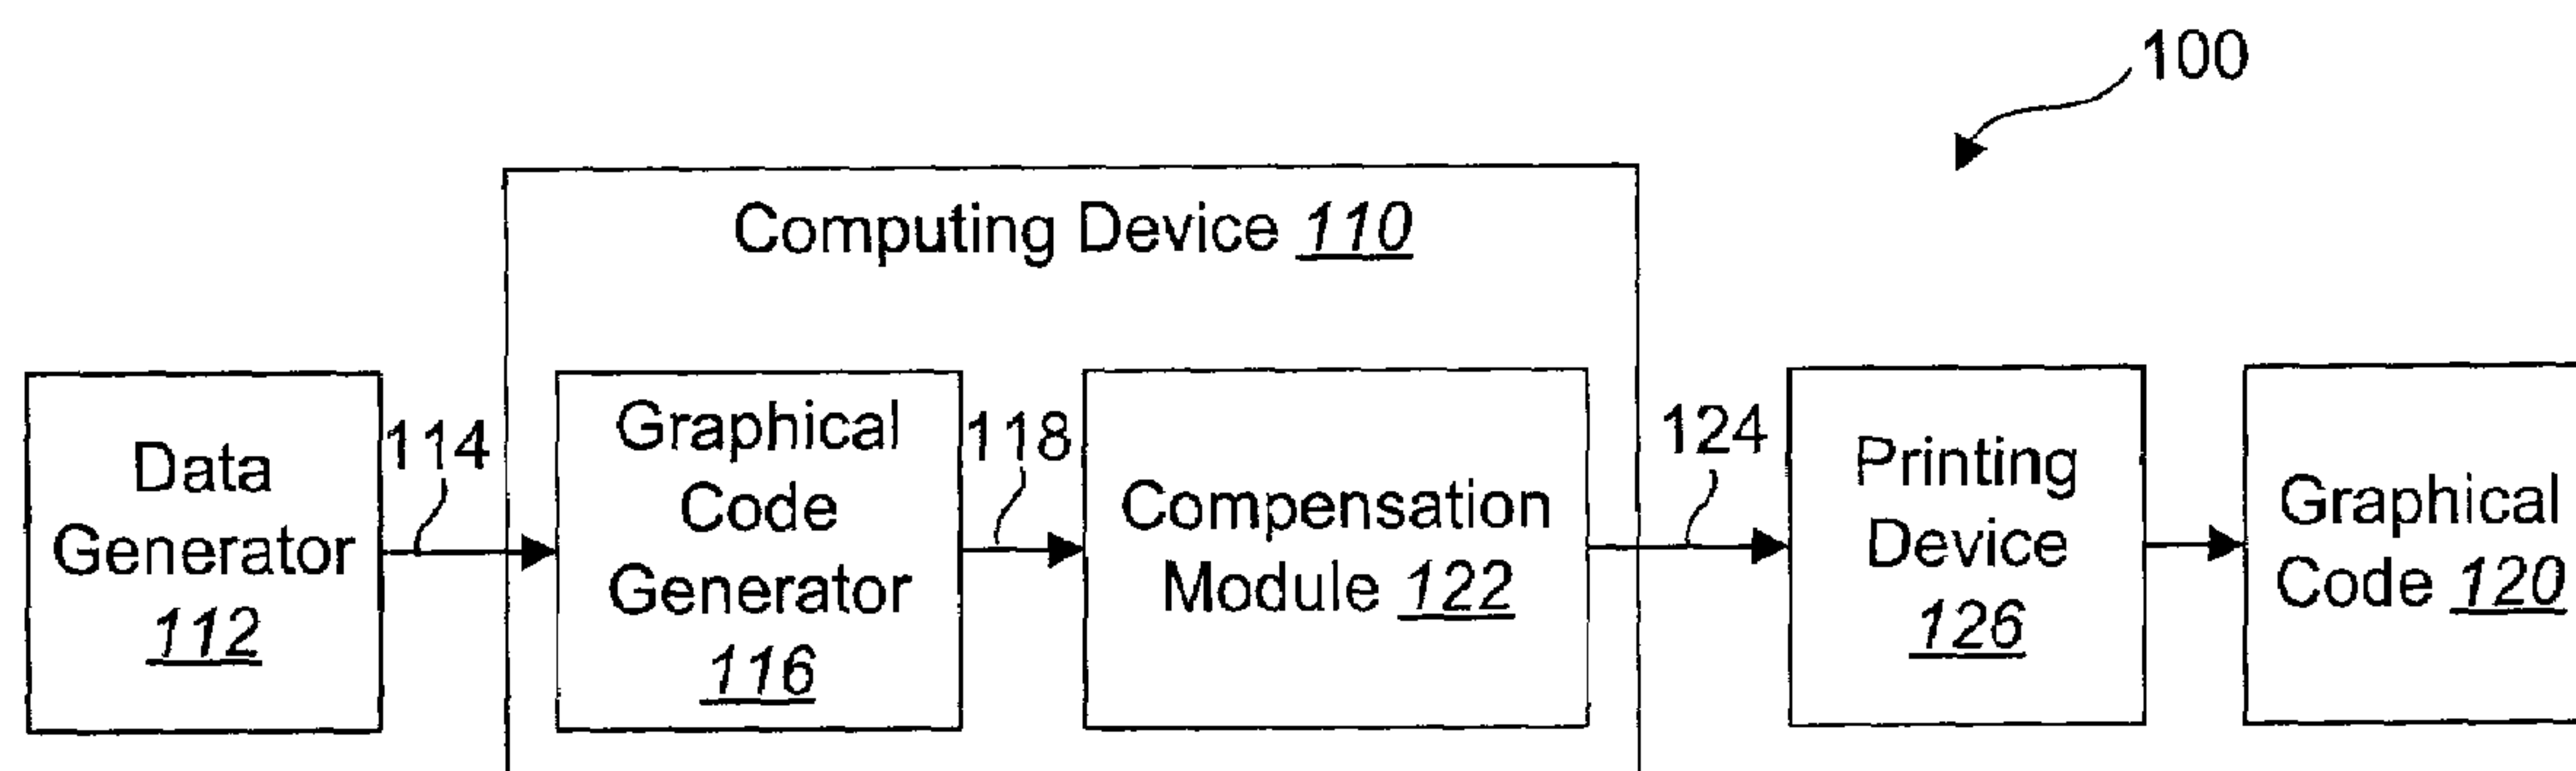 100
Computing Device 110
Data
Generator
112
114
Graphical
Code
Generator
116
118
Compensation
Module 122
124
Printing
Device
126
Graphical
Code 120